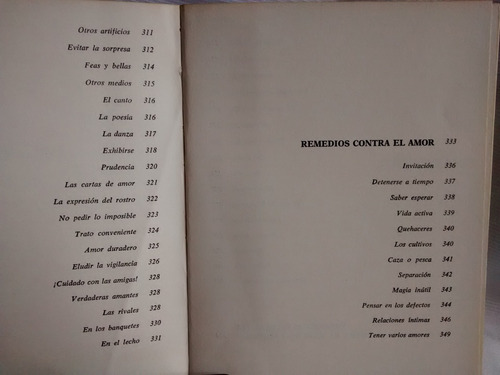 Otros artificios 311
Evitar la sorpresa 312
Feas y bellas 314
Otros medios 315
El canto 316
La poesía 316
La danza 317
Exhibirse 318
Prudencia 320
Las cartas de amor 321
La expresión del rostro 322
No pedir lo imposible 323
Trato conveniente 324
Amor duradero 325
Eludir la vigilancia 326
¡Cuidado con las amigas! 328
Verdaderas amantes 328
Las rivales 328
En los banquetes 330
En el lecho 331
REMEDIOS CONTRA EL AMOR 333
Invitación 336
Detenerse a tiempo 337
Saber esperar 338
Vida activa 339
Quehaceres 340
Los cultivos 340
Caza o pesca 341
Separación 342
Magia inútil 343
Pensar en los defectos 344
Relaciones íntimas 346
Tener varios amores 349